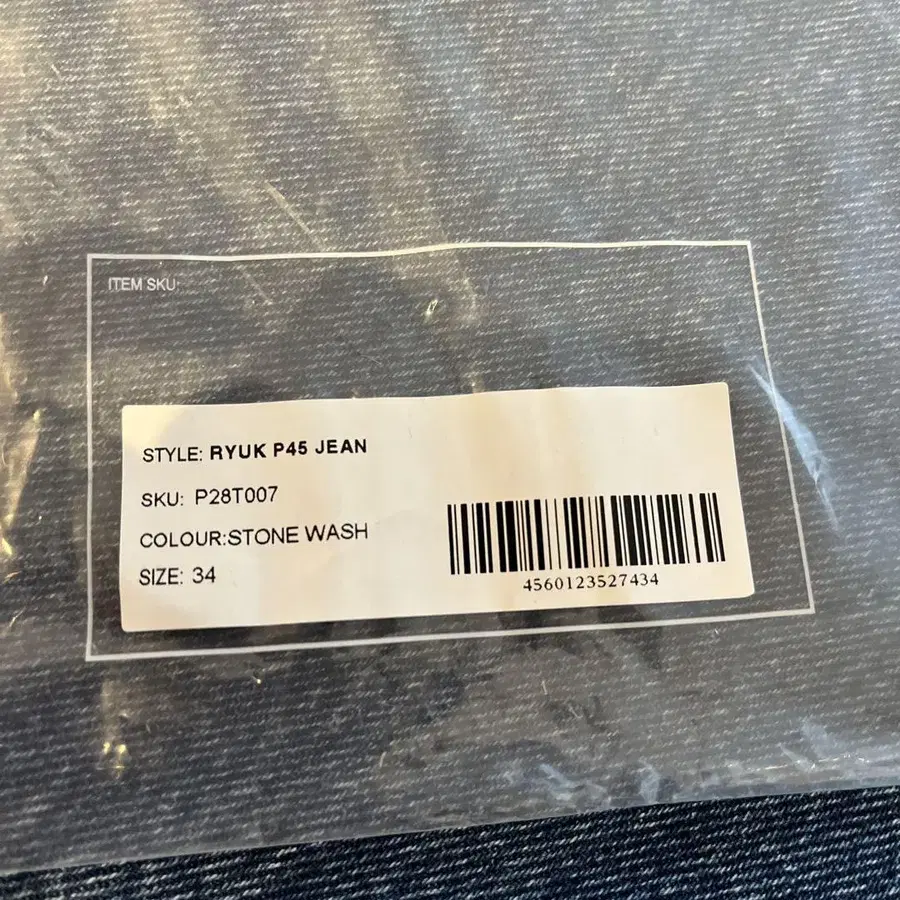 ITEM SKU:
STYLE: RYUK P45 JEAN
SKU: P28T007
COLOUR:STONE WASH
SIZE: 34
4560123527434